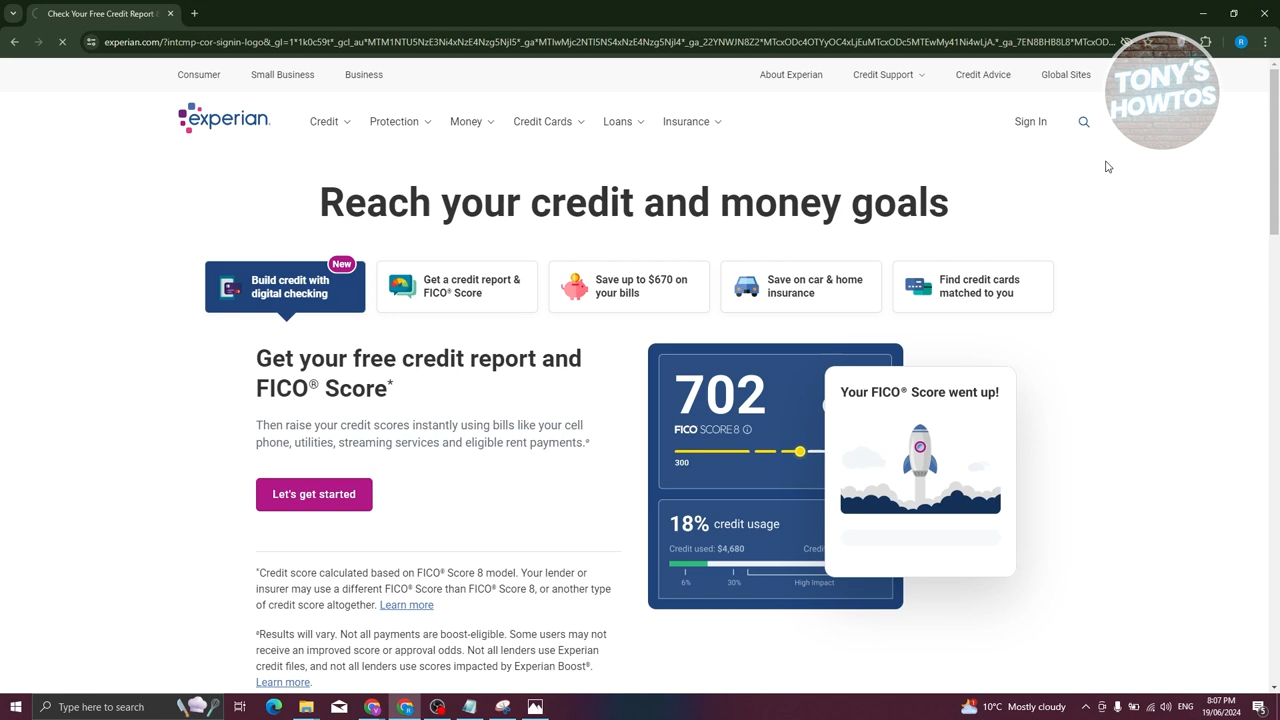 Check Your Free Credit Report &
experian.com/?intcmp-cor-signin=logo&_gl=1*1k0c59t*_gcl_au*MTM1NTU5NzE3Ni4xNzE4Nzg5NjI5*_ga*MTIwMjc2NTI5NS4xNzE4Nzg5NjI4*_ga_22YNWJN8Z2*MTcxODc4OTYyOC4xLjEuMTcxODc5MTEwMy41Ni4wLjA.*_ga_7EN8BHB8L8*MTcxOD...
R
Consumer Small Business Business About Experian Credit Support Credit Advice Global Sites
TONY'S
HOWTOS
experian.
Credit Protection Money Credit Cards Loans Insurance Sign In
Reach your credit and money goals
New
Build credit with
digital checking
Get a credit report &
FICO® Score
Save up to $670 on
your bills
Save on car & home
insurance
Find credit cards
matched to you
Get your free credit report and
FICO® Score*
Then raise your credit scores instantly using bills like your cell
phone, utilities, streaming services and eligible rent payments.ø
Let's get started
*Credit score calculated based on FICO® Score 8 model. Your lender or
insurer may use a different FICO® Score than FICO® Score 8, or another type
of credit score altogether. Learn more
øResults will vary. Not all payments are boost-eligible. Some users may not
receive an improved score or approval odds. Not all lenders use Experian
credit files, and not all lenders use scores impacted by Experian Boost®.
Learn more.
702
FICO SCORE 8
300
18% credit usage
Credit used: $4,680 Credi
6% 30% High Impact
Your FICO® Score went up!
Type here to search
10°C Mostly cloudy
8:07 PM
19/06/2024